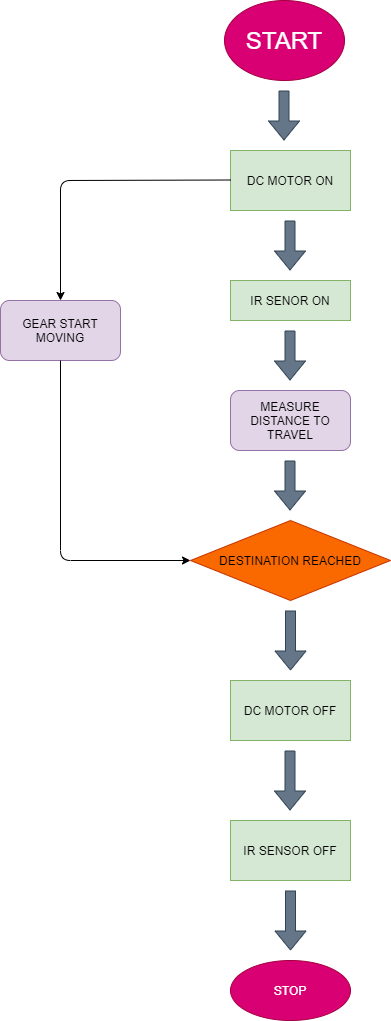 START
DC MOTOR ON
IR SENOR ON
GEAR START
MOVING
MEASURE
DISTANCE TO
TRAVEL
DESTINATION REACHED
DC MOTOR OFF
IR SENSOR OFF
STOP